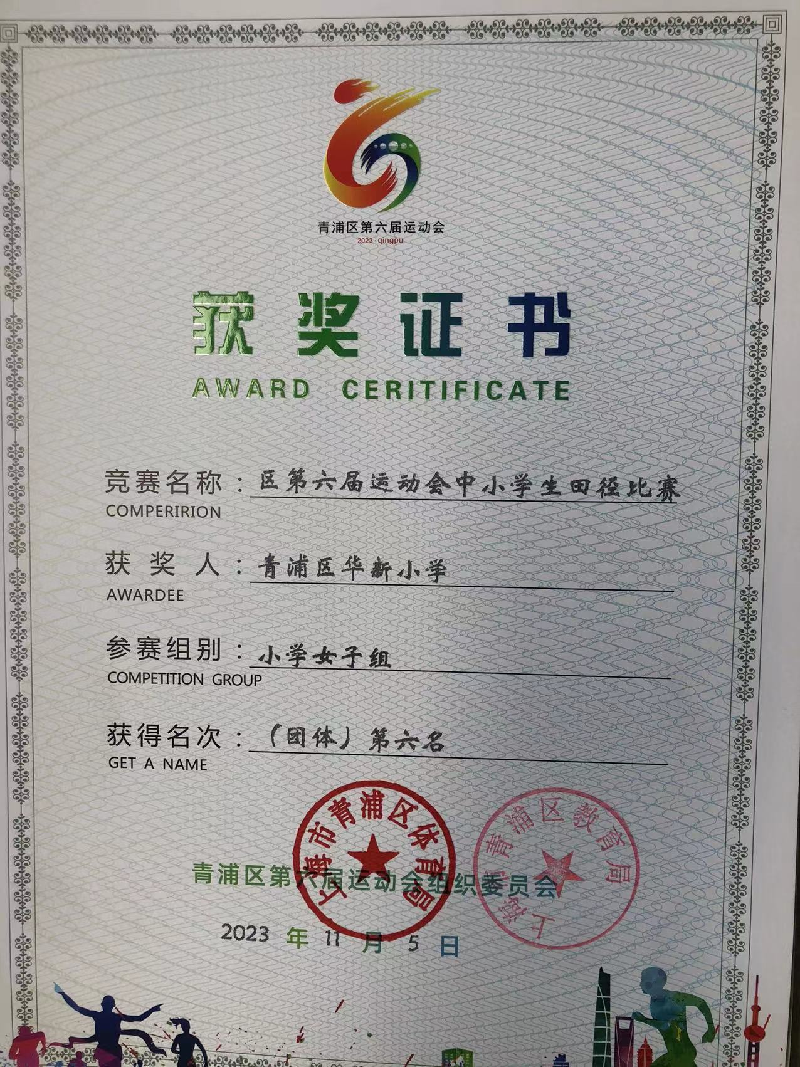 青浦区第六届运动会
2023 qingpu
获奖证书
AWARD CERITIFICATE
竞赛名称：区第六届运动会中小学生田径比赛
COMPERIRION
获奖人：青浦区华新小学
AWARDEE
参赛组别：小学女子组
COMPETITION GROUP
获得名次：（团体）第六名
GET A NAME
上海市青浦区体育局
上海市青浦区教育局
青浦区第六届运动会组织委员会
2023 年 11 月 5 日